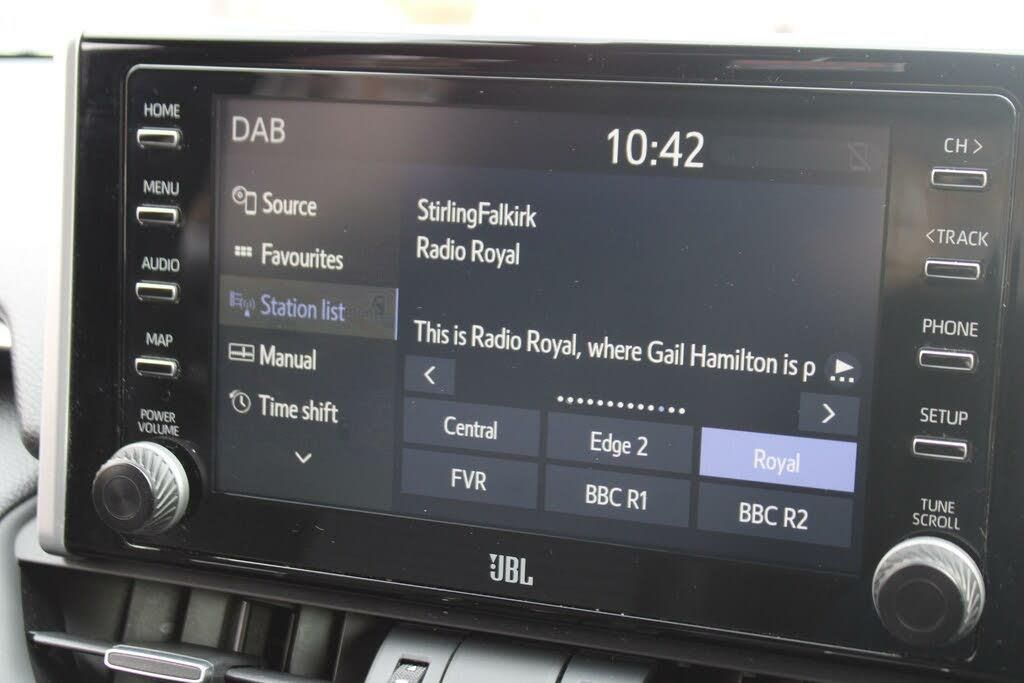 HOME
MENU
AUDIO
MAP
POWER
VOLUME
DAB
10:42
Source
Favourites
Station list
Manual
Time shift
StirlingFalkirk
Radio Royal
This is Radio Royal, where Gail Hamilton is p
Central
Edge 2
Royal
FVR
BBC R1
BBC R2
CH >
< TRACK
PHONE
SETUP
TUNE
SCROLL
JBL